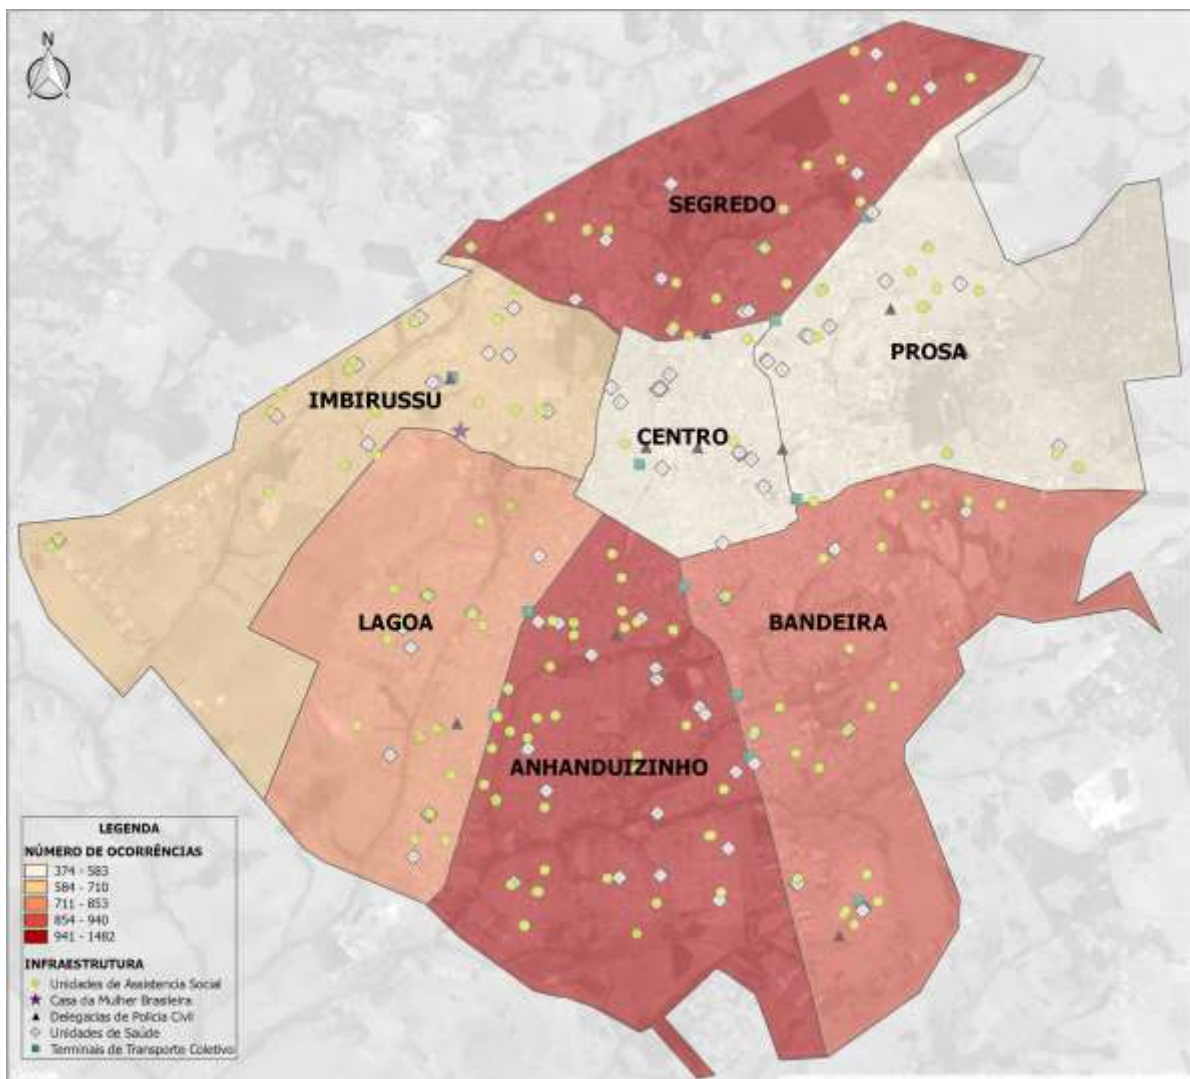 N
SEGREDO
PROSA
IMBIRUSSU
CENTRO
LAGOA
BANDEIRA
ANHANDUIZINHO
LEGENDA
NÚMERO DE OCORRÊNCIAS
374 - 583
584 - 710
711 - 853
854 - 940
941 - 1482
INFRAESTRUTURA
Unidades de Assistencia Social
Casa da Mulher Brasileira
Delegacias de Polícia Civil
Unidades de Saúde
Terminais de Transporte Coletivo